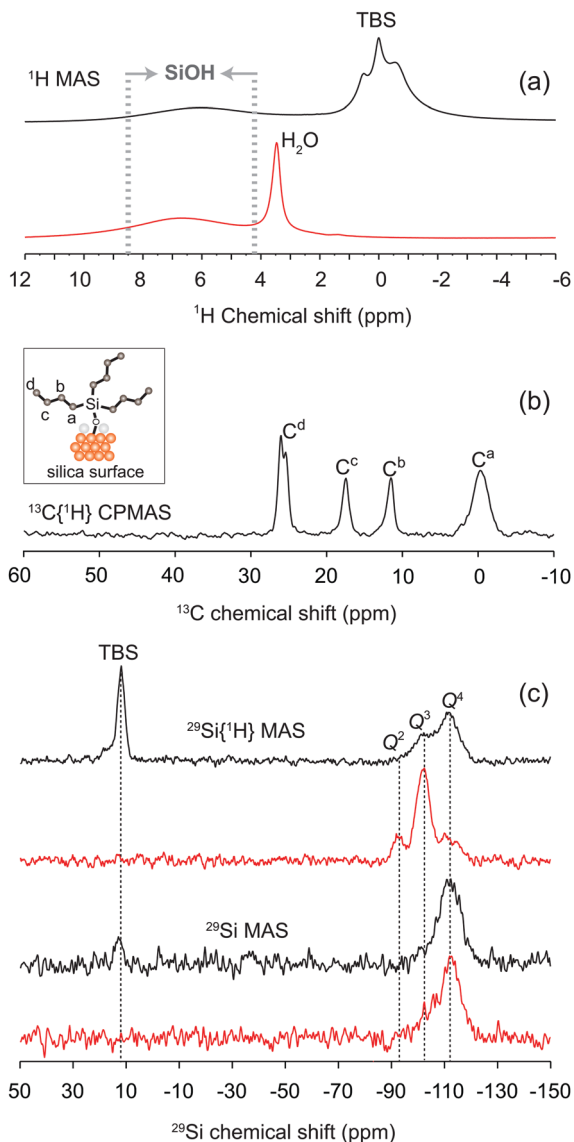 TBS
SiOH
(a)
¹H MAS
H₂O
12 10 8 6 4 2 0 -2 -4 -6
¹H Chemical shift (ppm)
d b Si
c a
o
silica surface
(b)
Cᵈ Cᶜ Cᵇ Cᵃ
¹³C{¹H} CPMAS
60 50 40 30 20 10 0 -10
¹³C chemical shift (ppm)
TBS
(c)
²⁹Si{¹H} MAS
Q² Q³ Q⁴
²⁹Si MAS
50 30 10 -10 -30 -50 -70 -90 -110 -130 -150
²⁹Si chemical shift (ppm)